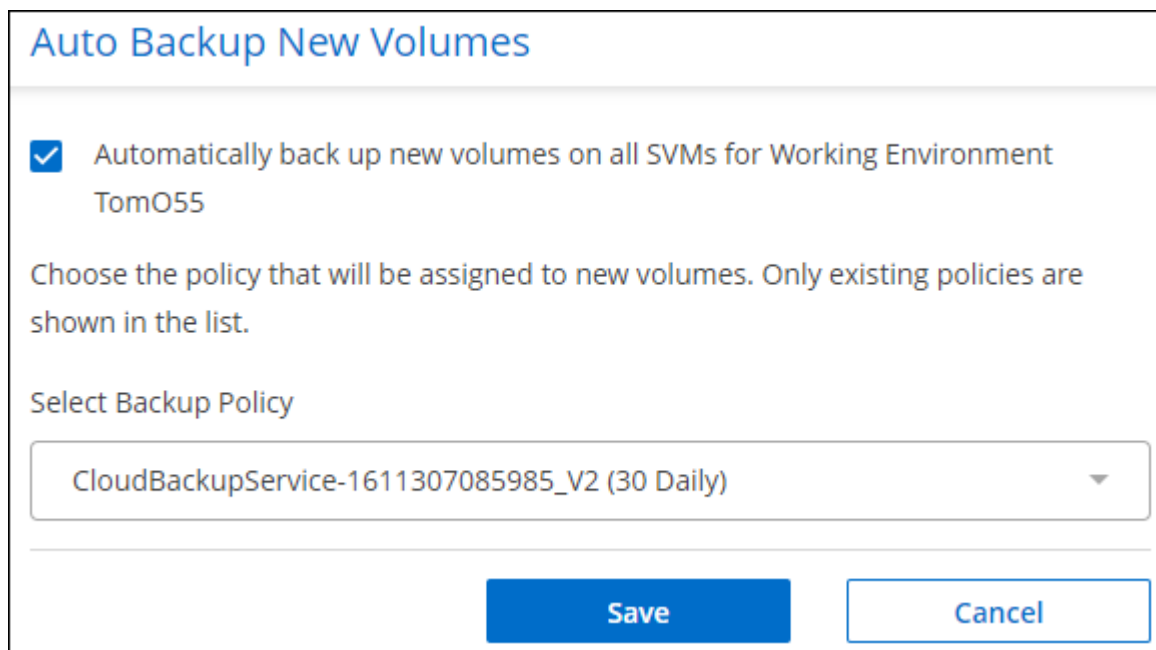 Auto Backup New Volumes
Automatically back up new volumes on all SVMs for Working Environment
TomO55
Choose the policy that will be assigned to new volumes. Only existing policies are
shown in the list.
Select Backup Policy
CloudBackupService-1611307085985_V2 (30 Daily)
Save
Cancel